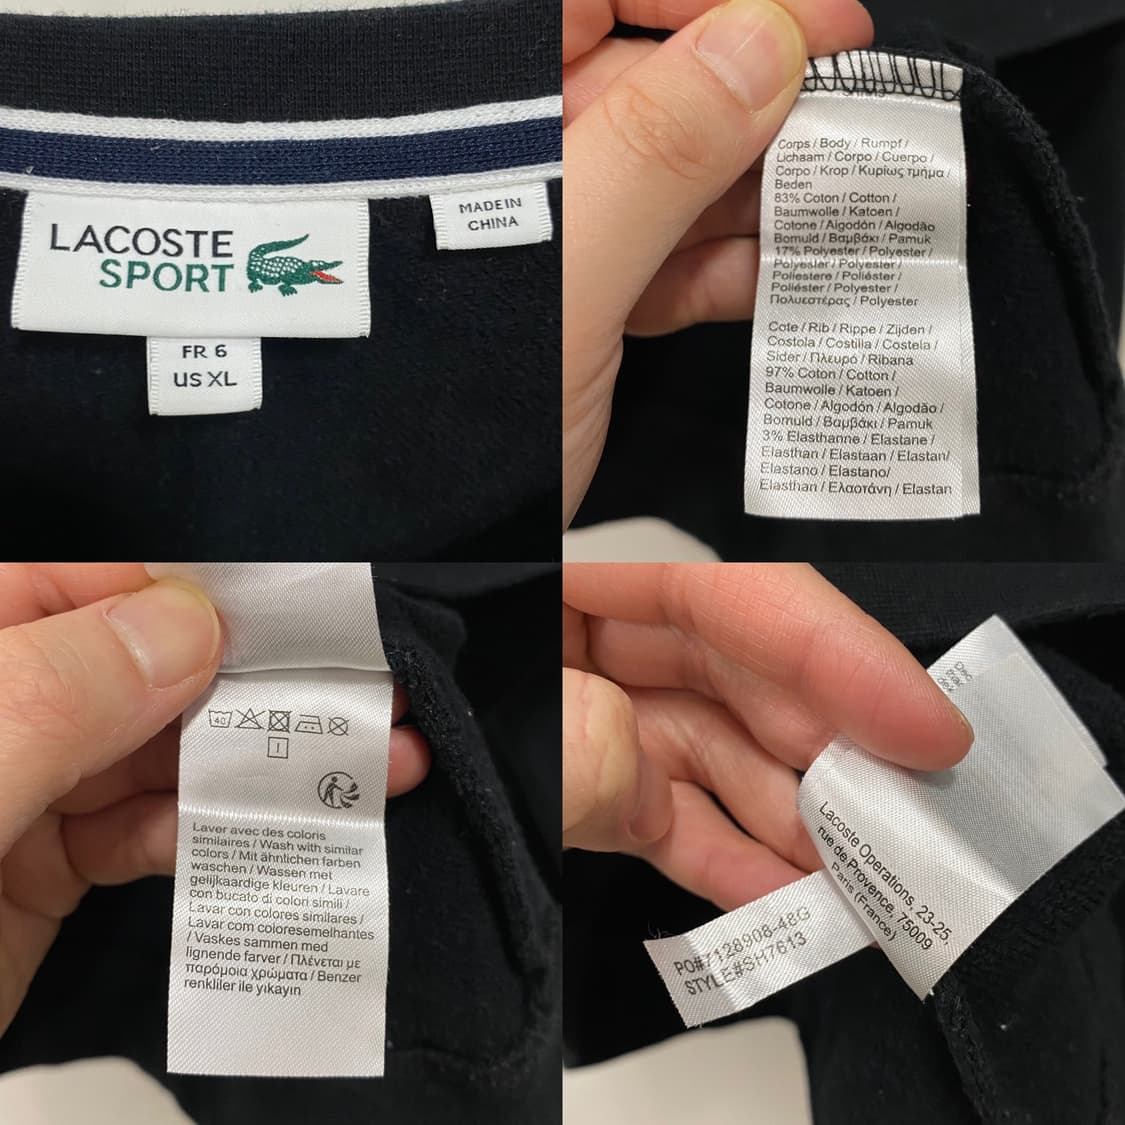 LACOSTE
SPORT
MADE IN
CHINA
FR 6
US XL
Corps / Body / Rumpf /
Lichaam / Corpo / Cuerpo /
Corpo / Krop / Κυρίως τμήμα /
Beden
83% Coton / Cotton /
Baumwolle / Katoen /
Cotone / Algodón / Algodão
Bomuld / Βαμβάκι / Pamuk
17% Polyester / Polyester /
Polyester / Polyester /
Poliestere / Poliéster /
Poliéster / Polyester /
Πολυεστέρας / Polyester
Cote / Rib / Rippe / Zijden /
Costola / Costilla / Costela /
Sider / Πλευρό / Ribana
97% Coton / Cotton /
Baumwolle / Katoen /
Cotone / Algodón / Algodão /
Bomuld / Βαμβάκι / Pamuk
3% Elasthanne / Elastane /
Elasthan / Elastaan / Elastan/
Elastano / Elastano/
Elasthan / Ελαστάνη / Elastan
40
Laver avec des coloris
similaires / Wash with similar
colors / Mit ähnlichen farben
waschen / Wassen met
gelijkaardige kleuren / Lavare
con bucato di colori simili /
Lavar con colores similares /
Lavar com coloresemelhantes
/ Vaskes sammen med
lignende farver / Πλένεται με
παρόμοια χρώματα / Benzer
renkliler ile yıkayın
Lacoste Operations, 23-25,
rue de Provence, 75009
Paris (France)
PO#7128908-48G
STYLE#SH7613